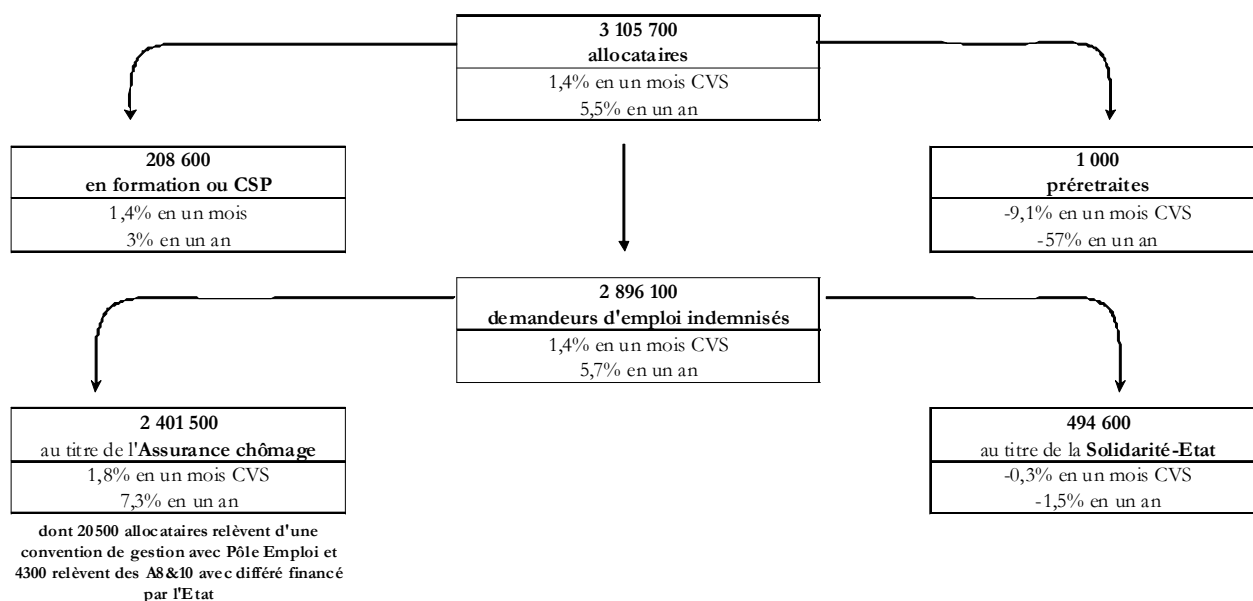 3 105 700
allocataires
1,4% en un mois CVS
5,5% en un an
208 600
en formation ou CSP
1,4% en un mois
3% en un an
1 000
préretraites
-9,1% en un mois CVS
-57% en un an
2 896 100
demandeurs d'emploi indemnisés
1,4% en un mois CVS
5,7% en un an
2 401 500
au titre de l'Assurance chômage
1,8% en un mois CVS
7,3% en un an
dont 20500 allocataires relèvent d'une
convention de gestion avec Pôle Emploi et
4300 relèvent des A8&10 avec différé financé
par l'Etat
494 600
au titre de la Solidarité-Etat
-0,3% en un mois CVS
-1,5% en un an